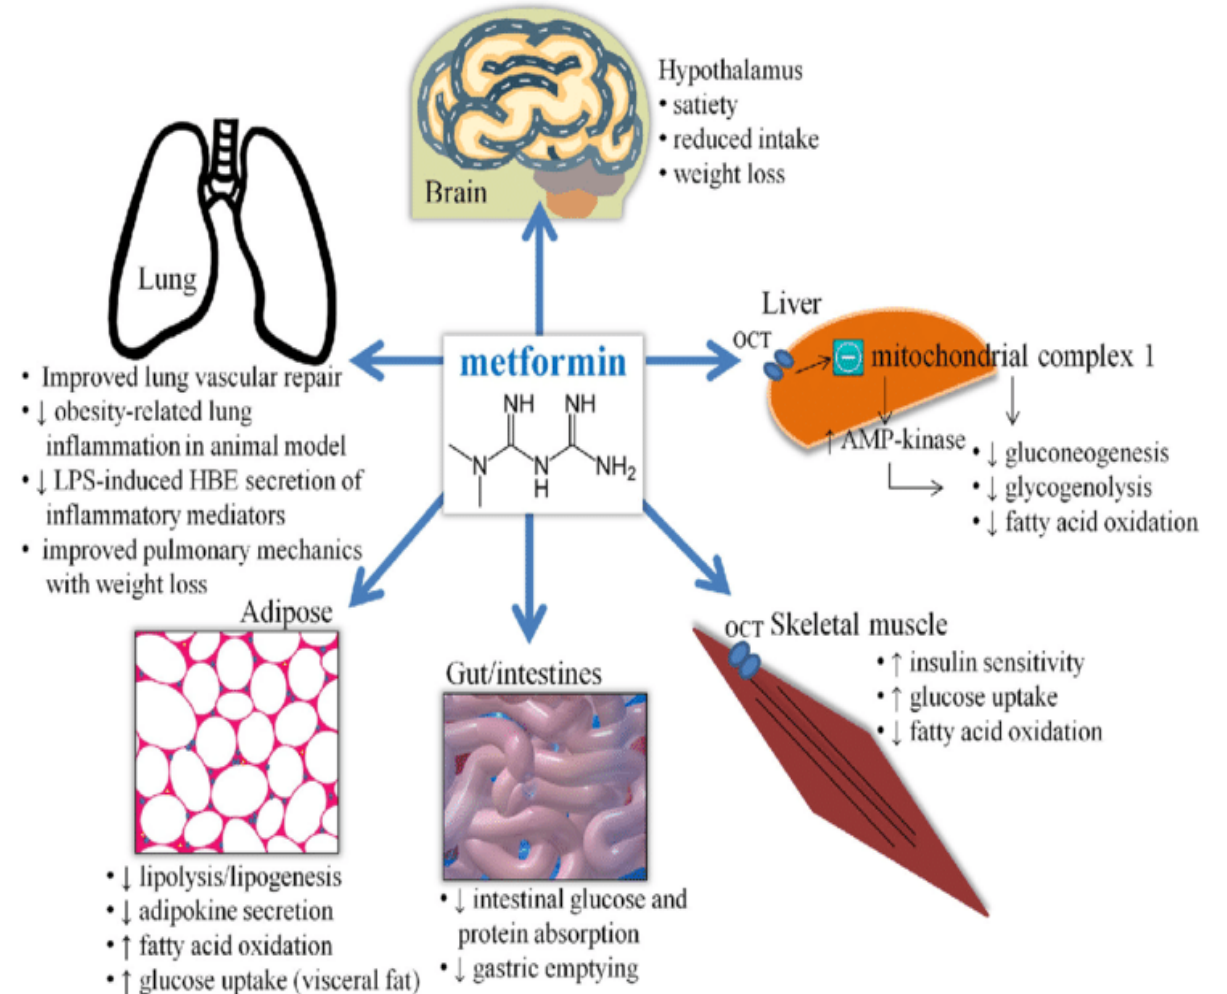 Hypothalamus
• satiety
• reduced intake
• weight loss
Brain
Lung
• Improved lung vascular repair
• ↓ obesity-related lung
inflammation in animal model
• ↓ LPS-induced HBE secretion of
inflammatory mediators
• improved pulmonary mechanics
with weight loss
metformin
NH NH
N N NH₂
H
Liver
OCT
⊖ mitochondrial complex 1
↑ AMP-kinase
• ↓ gluconeogenesis
• ↓ glycogenolysis
• ↓ fatty acid oxidation
Adipose
• ↓ lipolysis/lipogenesis
• ↓ adipokine secretion
• ↑ fatty acid oxidation
• ↑ glucose uptake (visceral fat)
Gut/intestines
• ↓ intestinal glucose and
protein absorption
• ↓ gastric emptying
OCT Skeletal muscle
• ↑ insulin sensitivity
• ↑ glucose uptake
• ↓ fatty acid oxidation